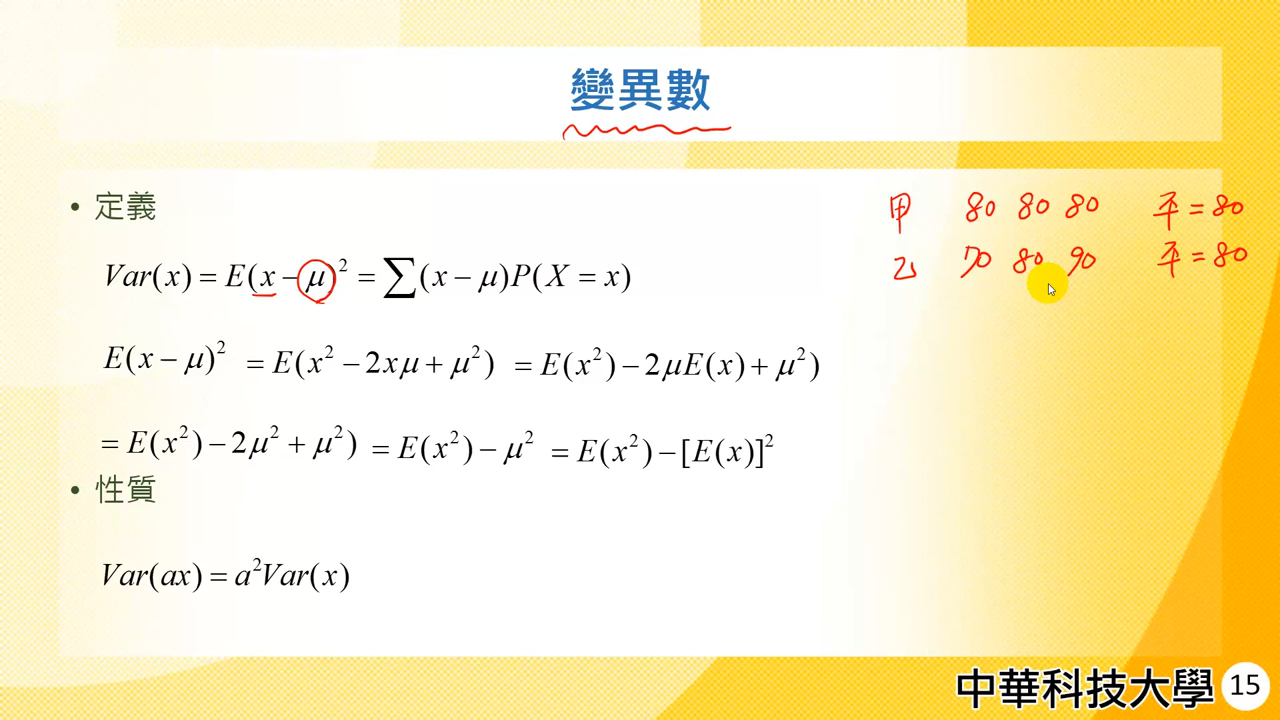 變異數
• 定義
甲 80 80 80 平=80
乙 70 80 90 平=80
Var(x) = E(x − μ)² = ∑(x − μ)P(X = x)
E(x − μ)² = E(x² − 2xμ + μ²) = E(x²) − 2μE(x) + μ²)
= E(x²) − 2μ² + μ²) = E(x²) − μ² = E(x²) − [E(x)]²
• 性質
Var(ax) = a²Var(x)
中華科技大學 15